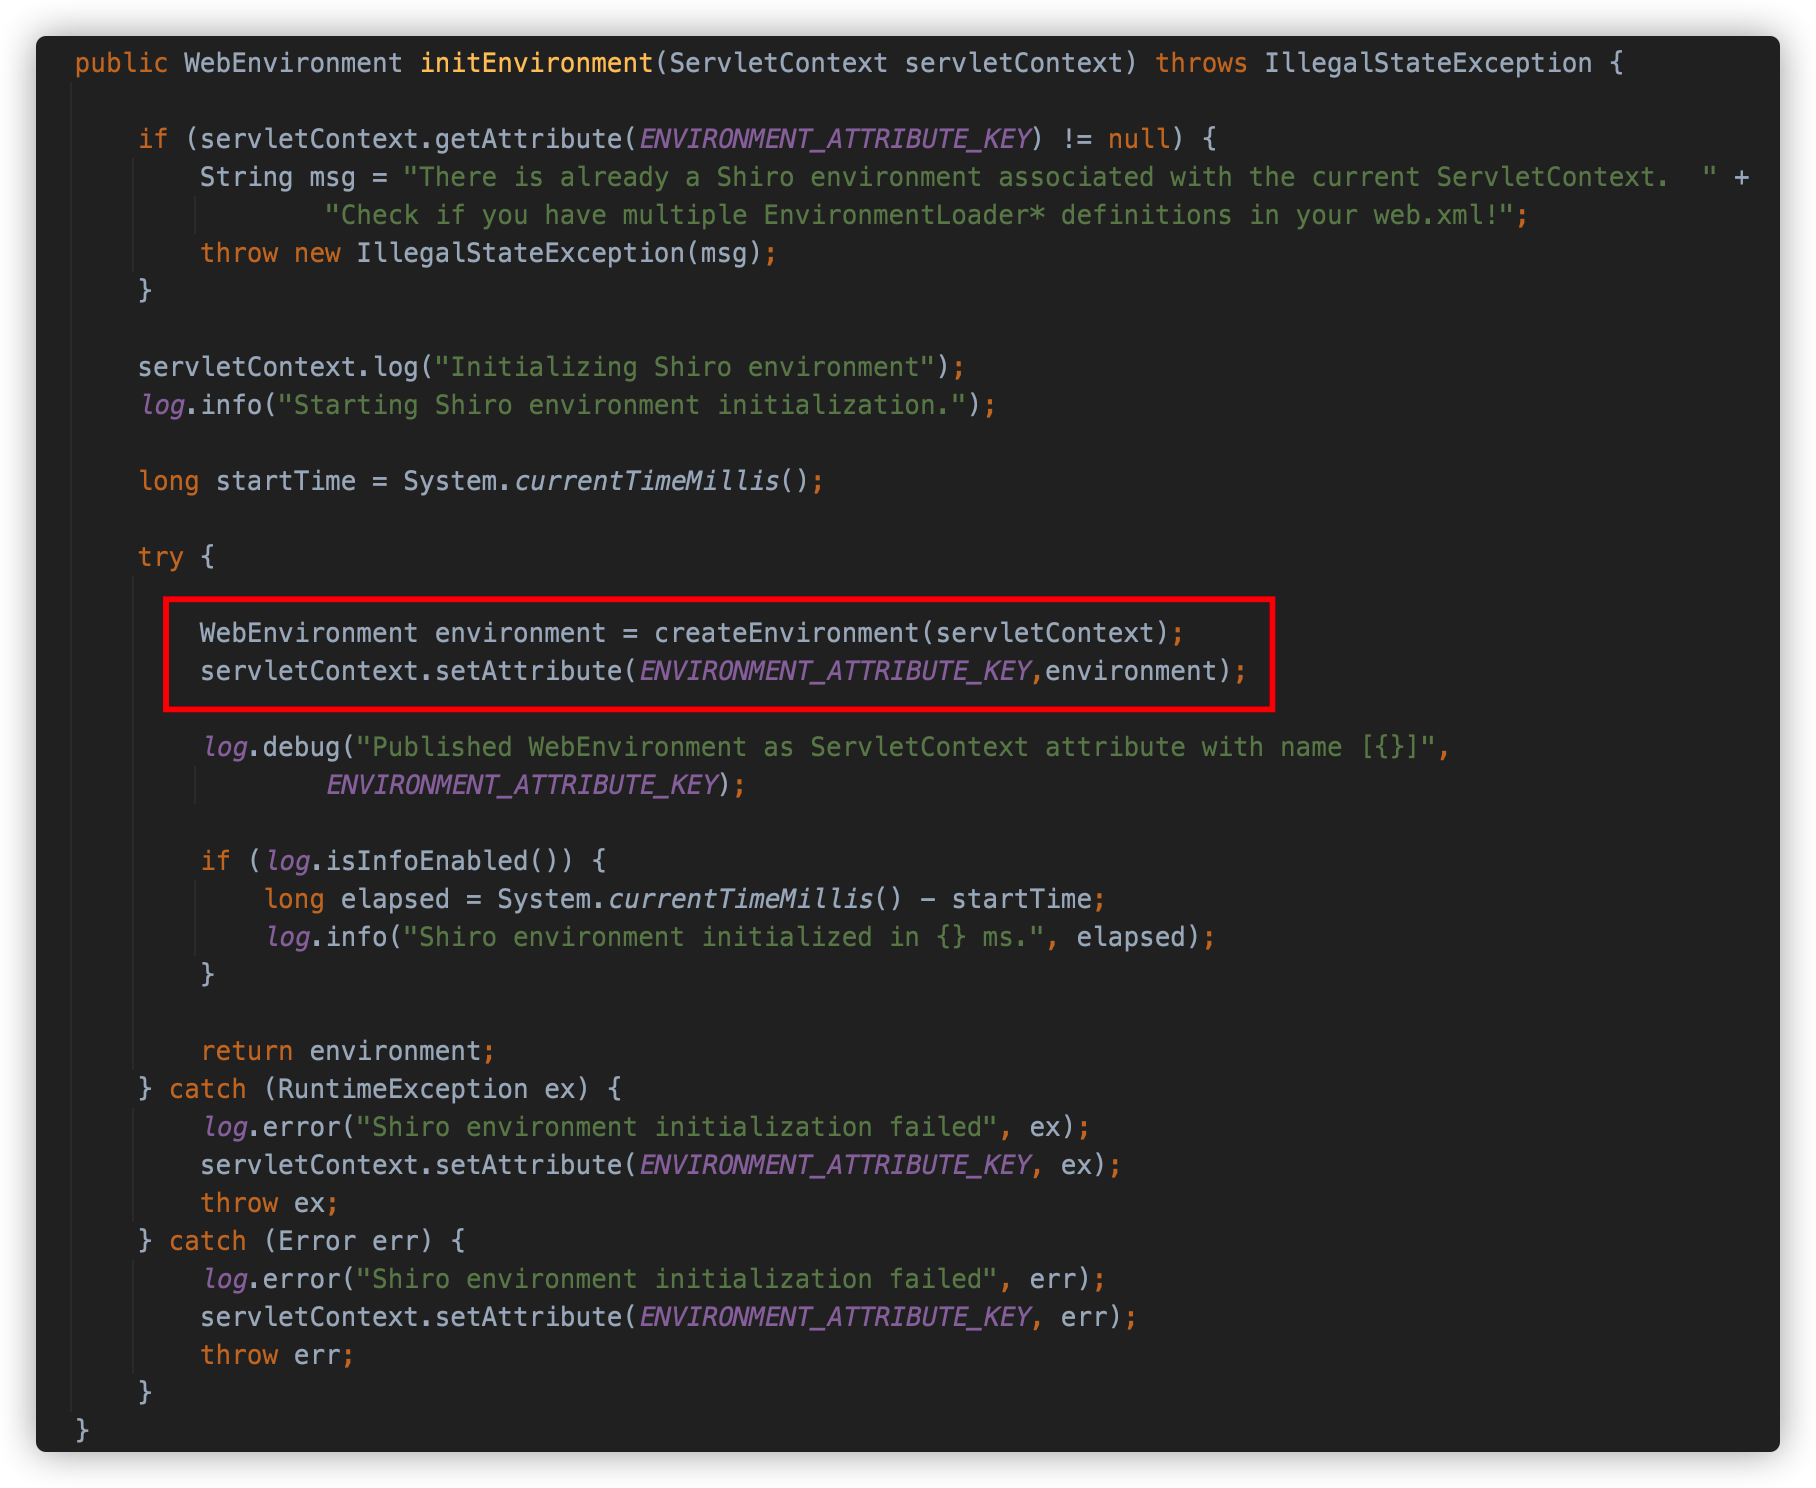 public WebEnvironment initEnvironment(ServletContext servletContext) throws IllegalStateException {
if (servletContext.getAttribute(ENVIRONMENT_ATTRIBUTE_KEY) != null) {
String msg = "There is already a Shiro environment associated with the current ServletContext.  " +
"Check if you have multiple EnvironmentLoader* definitions in your web.xml!";
throw new IllegalStateException(msg);
}
servletContext.log("Initializing Shiro environment");
log.info("Starting Shiro environment initialization.");
long startTime = System.currentTimeMillis();
try {
WebEnvironment environment = createEnvironment(servletContext);
servletContext.setAttribute(ENVIRONMENT_ATTRIBUTE_KEY,environment);
log.debug("Published WebEnvironment as ServletContext attribute with name [{}]",
ENVIRONMENT_ATTRIBUTE_KEY);
if (log.isInfoEnabled()) {
long elapsed = System.currentTimeMillis() - startTime;
log.info("Shiro environment initialized in {} ms.", elapsed);
}
return environment;
} catch (RuntimeException ex) {
log.error("Shiro environment initialization failed", ex);
servletContext.setAttribute(ENVIRONMENT_ATTRIBUTE_KEY, ex);
throw ex;
} catch (Error err) {
log.error("Shiro environment initialization failed", err);
servletContext.setAttribute(ENVIRONMENT_ATTRIBUTE_KEY, err);
throw err;
}
}